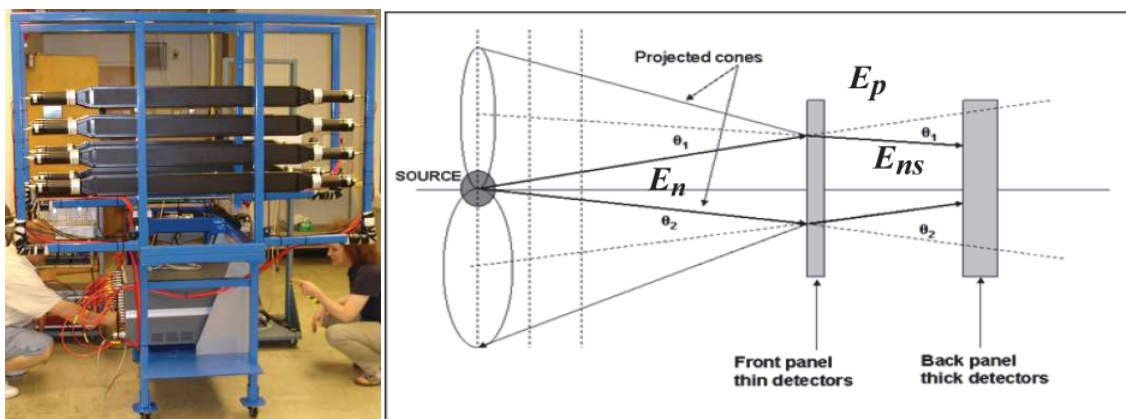 Projected cones
E_p
θ1
θ1
E_ns
SOURCE
E_n
θ2
θ2
Front panel
thin detectors
Back panel
thick detectors